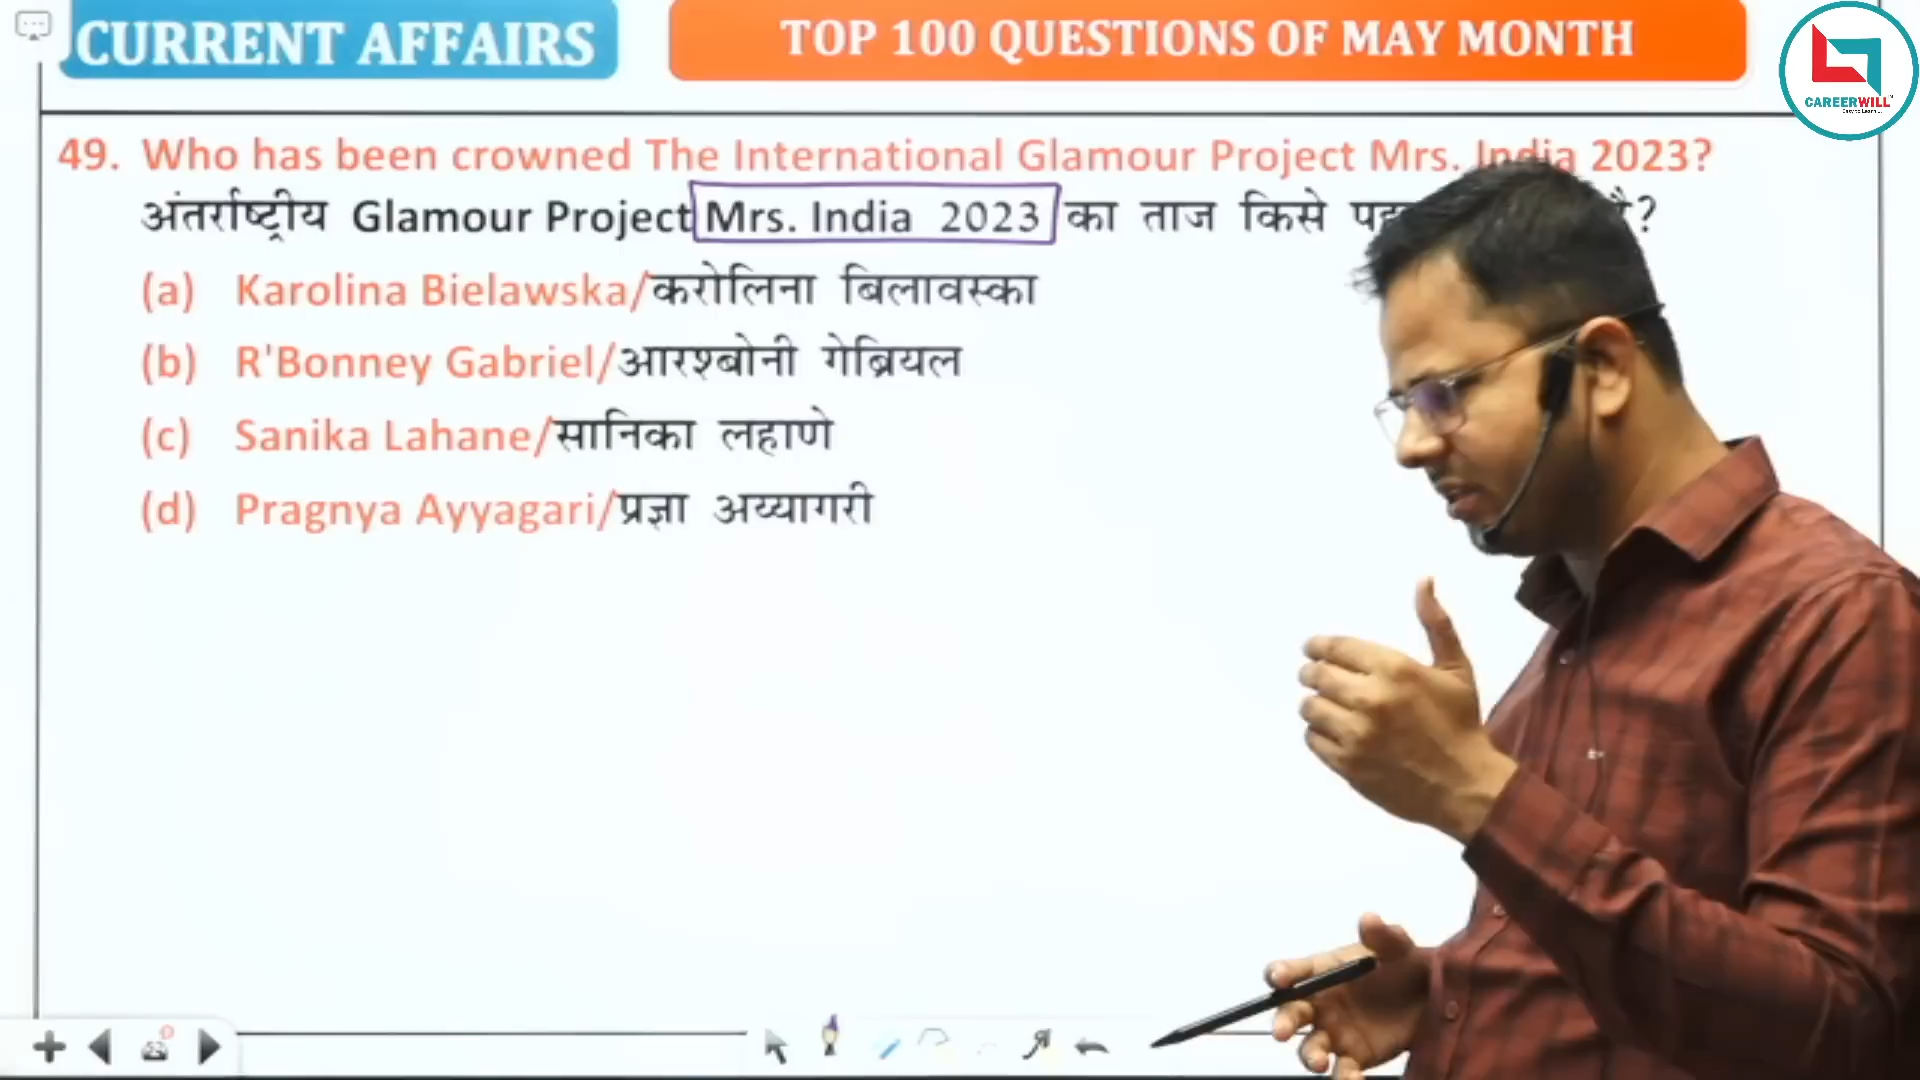 CURRENT AFFAIRS
TOP 100 QUESTIONS OF MAY MONTH
CAREERWILL
49. Who has been crowned The International Glamour Project Mrs. India 2023?
अंतर्राष्ट्रीय Glamour Project Mrs. India 2023 का ताज किसे है?
(a) Karolina Bielawska/करोलिना बिलावस्का
(b) R'Bonney Gabriel/आरश्बोनी गेब्रियल
(c) Sanika Lahane/सानिका लहाणे
(d) Pragnya Ayyagari/प्रज्ञा अय्यागरी